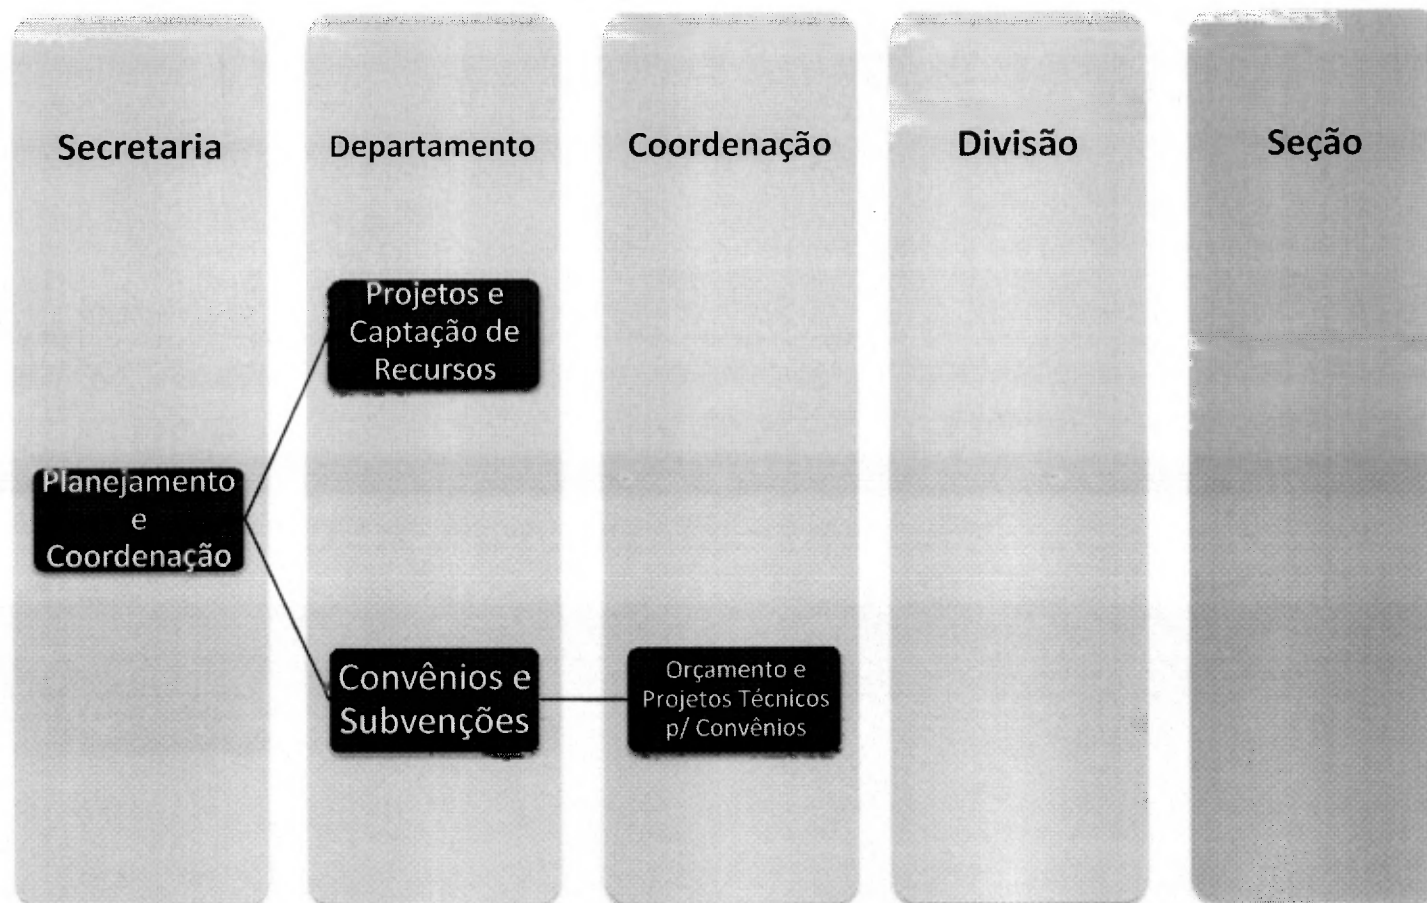 Secretaria
Departamento
Coordenação
Divisão
Seção
Projetos e
Captação de
Recursos
Planejamento
e
Coordenação
Convênios e
Subvenções
Orçamento e
Projetos Técnicos
p/ Convênios